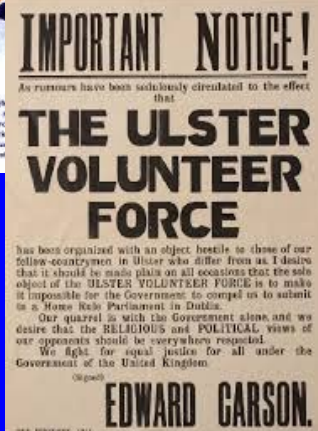 IMPORTANT NOTICE!
As rumours have been sedulously circulated to the effect
that
THE ULSTER
VOLUNTEER
FORCE
has been organized with an object hostile to those of our
fellow-countrymen in Ulster who differ from us I desire
that it should be made plain on all occasions that the sole
object of the ULSTER VOLUNTEER FORCE is to make
it impossible for the Government to compel us to submit
to a Home Rule Parliament in Dublin.
Our quarrel is with the Government alone, and we
desire that the RELIGIOUS and POLITICAL views of
our opponents should be everywhere respected.
We fight for equal justice for all under the
Government of the United Kingdom
(Signed)
EDWARD CARSON.